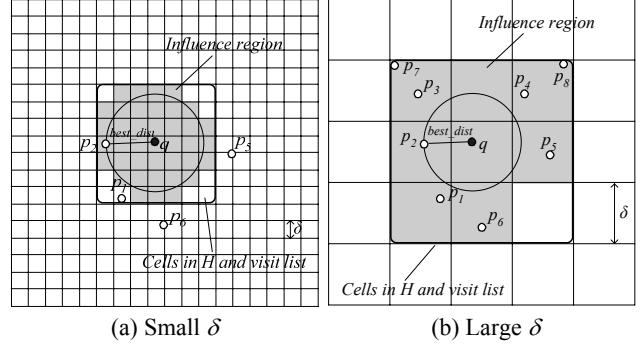 Influence region
best_dist
p2
q
p5
p1
p6
δ
Cells in H and visit list
(a) Small δ
Influence region
p7
p8
p3
p4
best_dist
p2
q
p5
p1
p6
δ
Cells in H and visit list
(b) Large δ